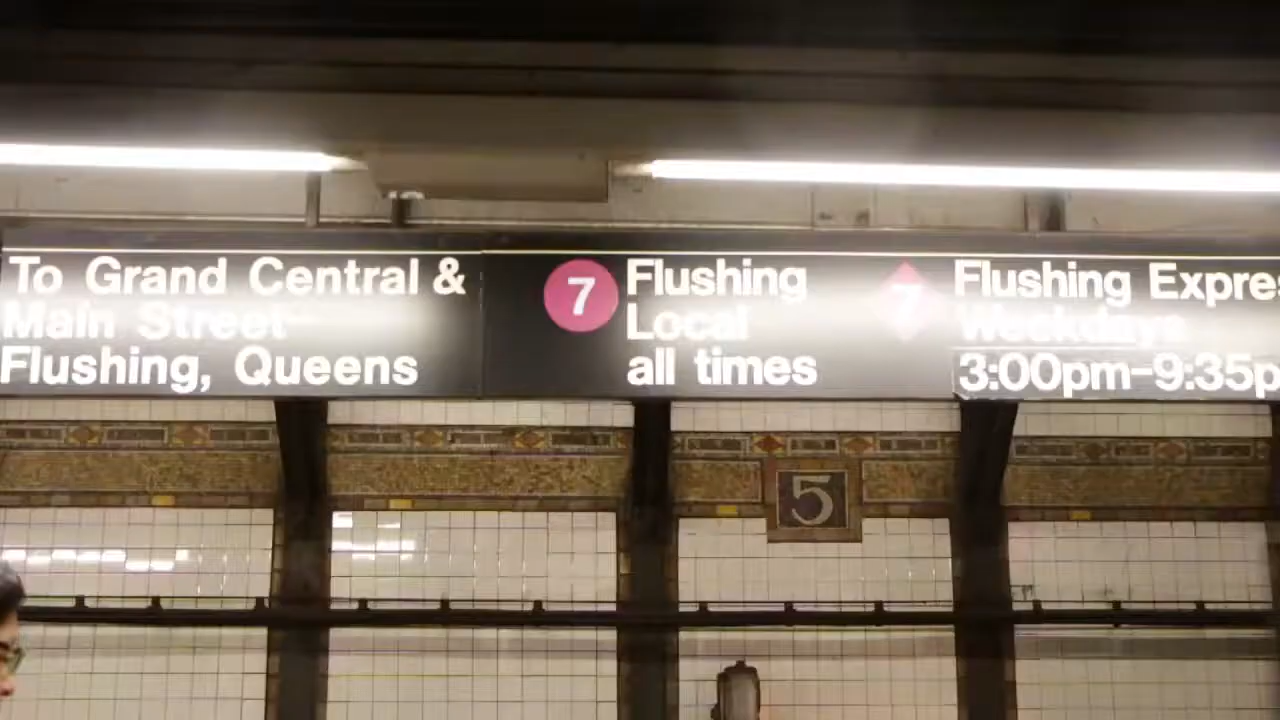 To Grand Central &
Main Street
Flushing, Queens
7
Flushing
Local
all times
7
Flushing Expre
Weekdays
3:00pm-9:35p
5